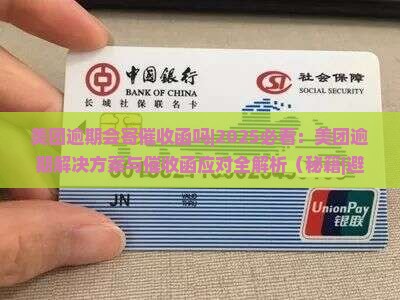 中国银行
BANK OF CHINA
长城 社保联名卡
社会保障
SOCIAL SECURITY
美团逾期会寄催收函吗|2025必看：美团逾
期解决方案与催收函应对全解析（秘籍|避
JN
UnionPay
银联